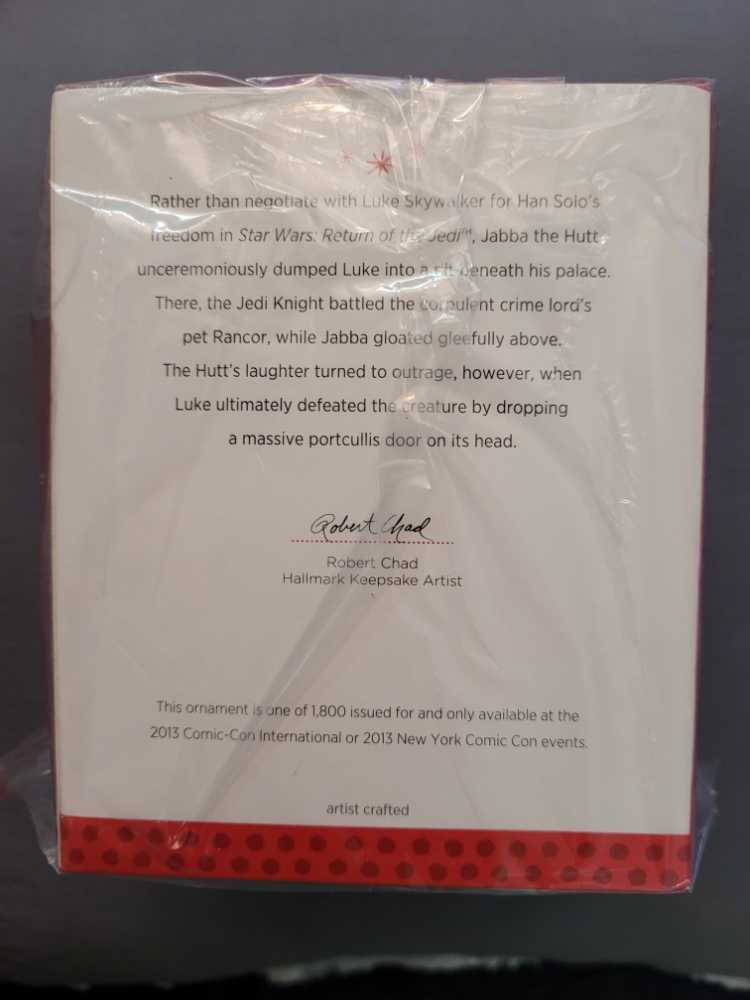 Rather than negotiate with Luke Skywalker for Han Solo's
freedom in Star Wars: Return of the Jedi™, Jabba the Hutt
unceremoniously dumped Luke into a pit beneath his palace.
There, the Jedi Knight battled the corpulent crime lord's
pet Rancor, while Jabba gloated gleefully above.
The Hutt's laughter turned to outrage, however, when
Luke ultimately defeated the creature by dropping
a massive portcullis door on its head.
Robert Chad
Robert Chad
Hallmark Keepsake Artist
This ornament is one of 1,800 issued for and only available at the
2013 Comic-Con International or 2013 New York Comic Con events.
artist crafted